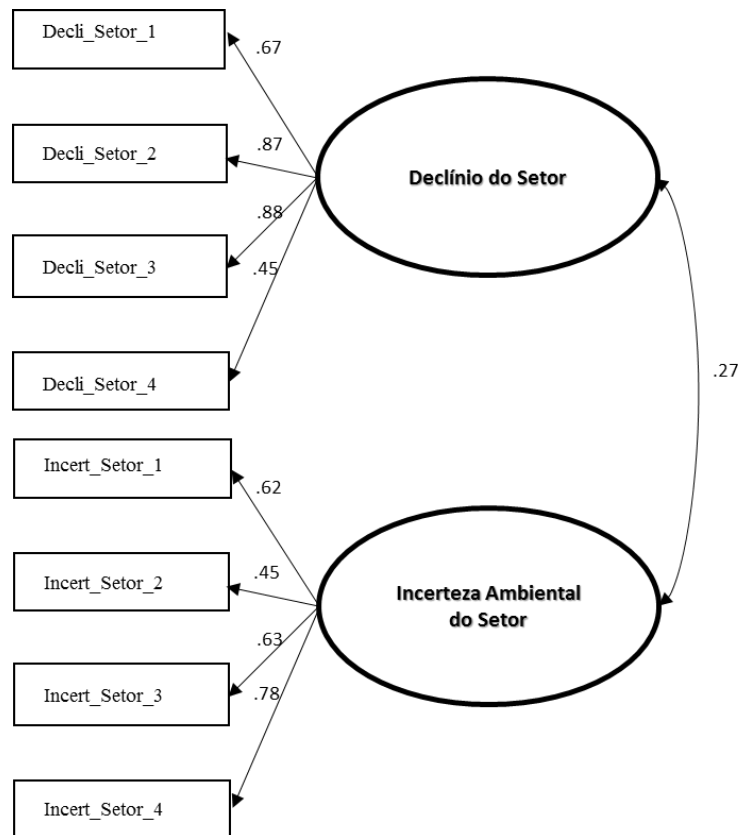 Decli_Setor_1
.67
Decli_Setor_2
.87
Declínio do Setor
.88
Decli_Setor_3
.45
Decli_Setor_4
.27
Incert_Setor_1
.62
Incert_Setor_2
.45
Incerteza Ambiental
do Setor
.63
Incert_Setor_3
.78
Incert_Setor_4